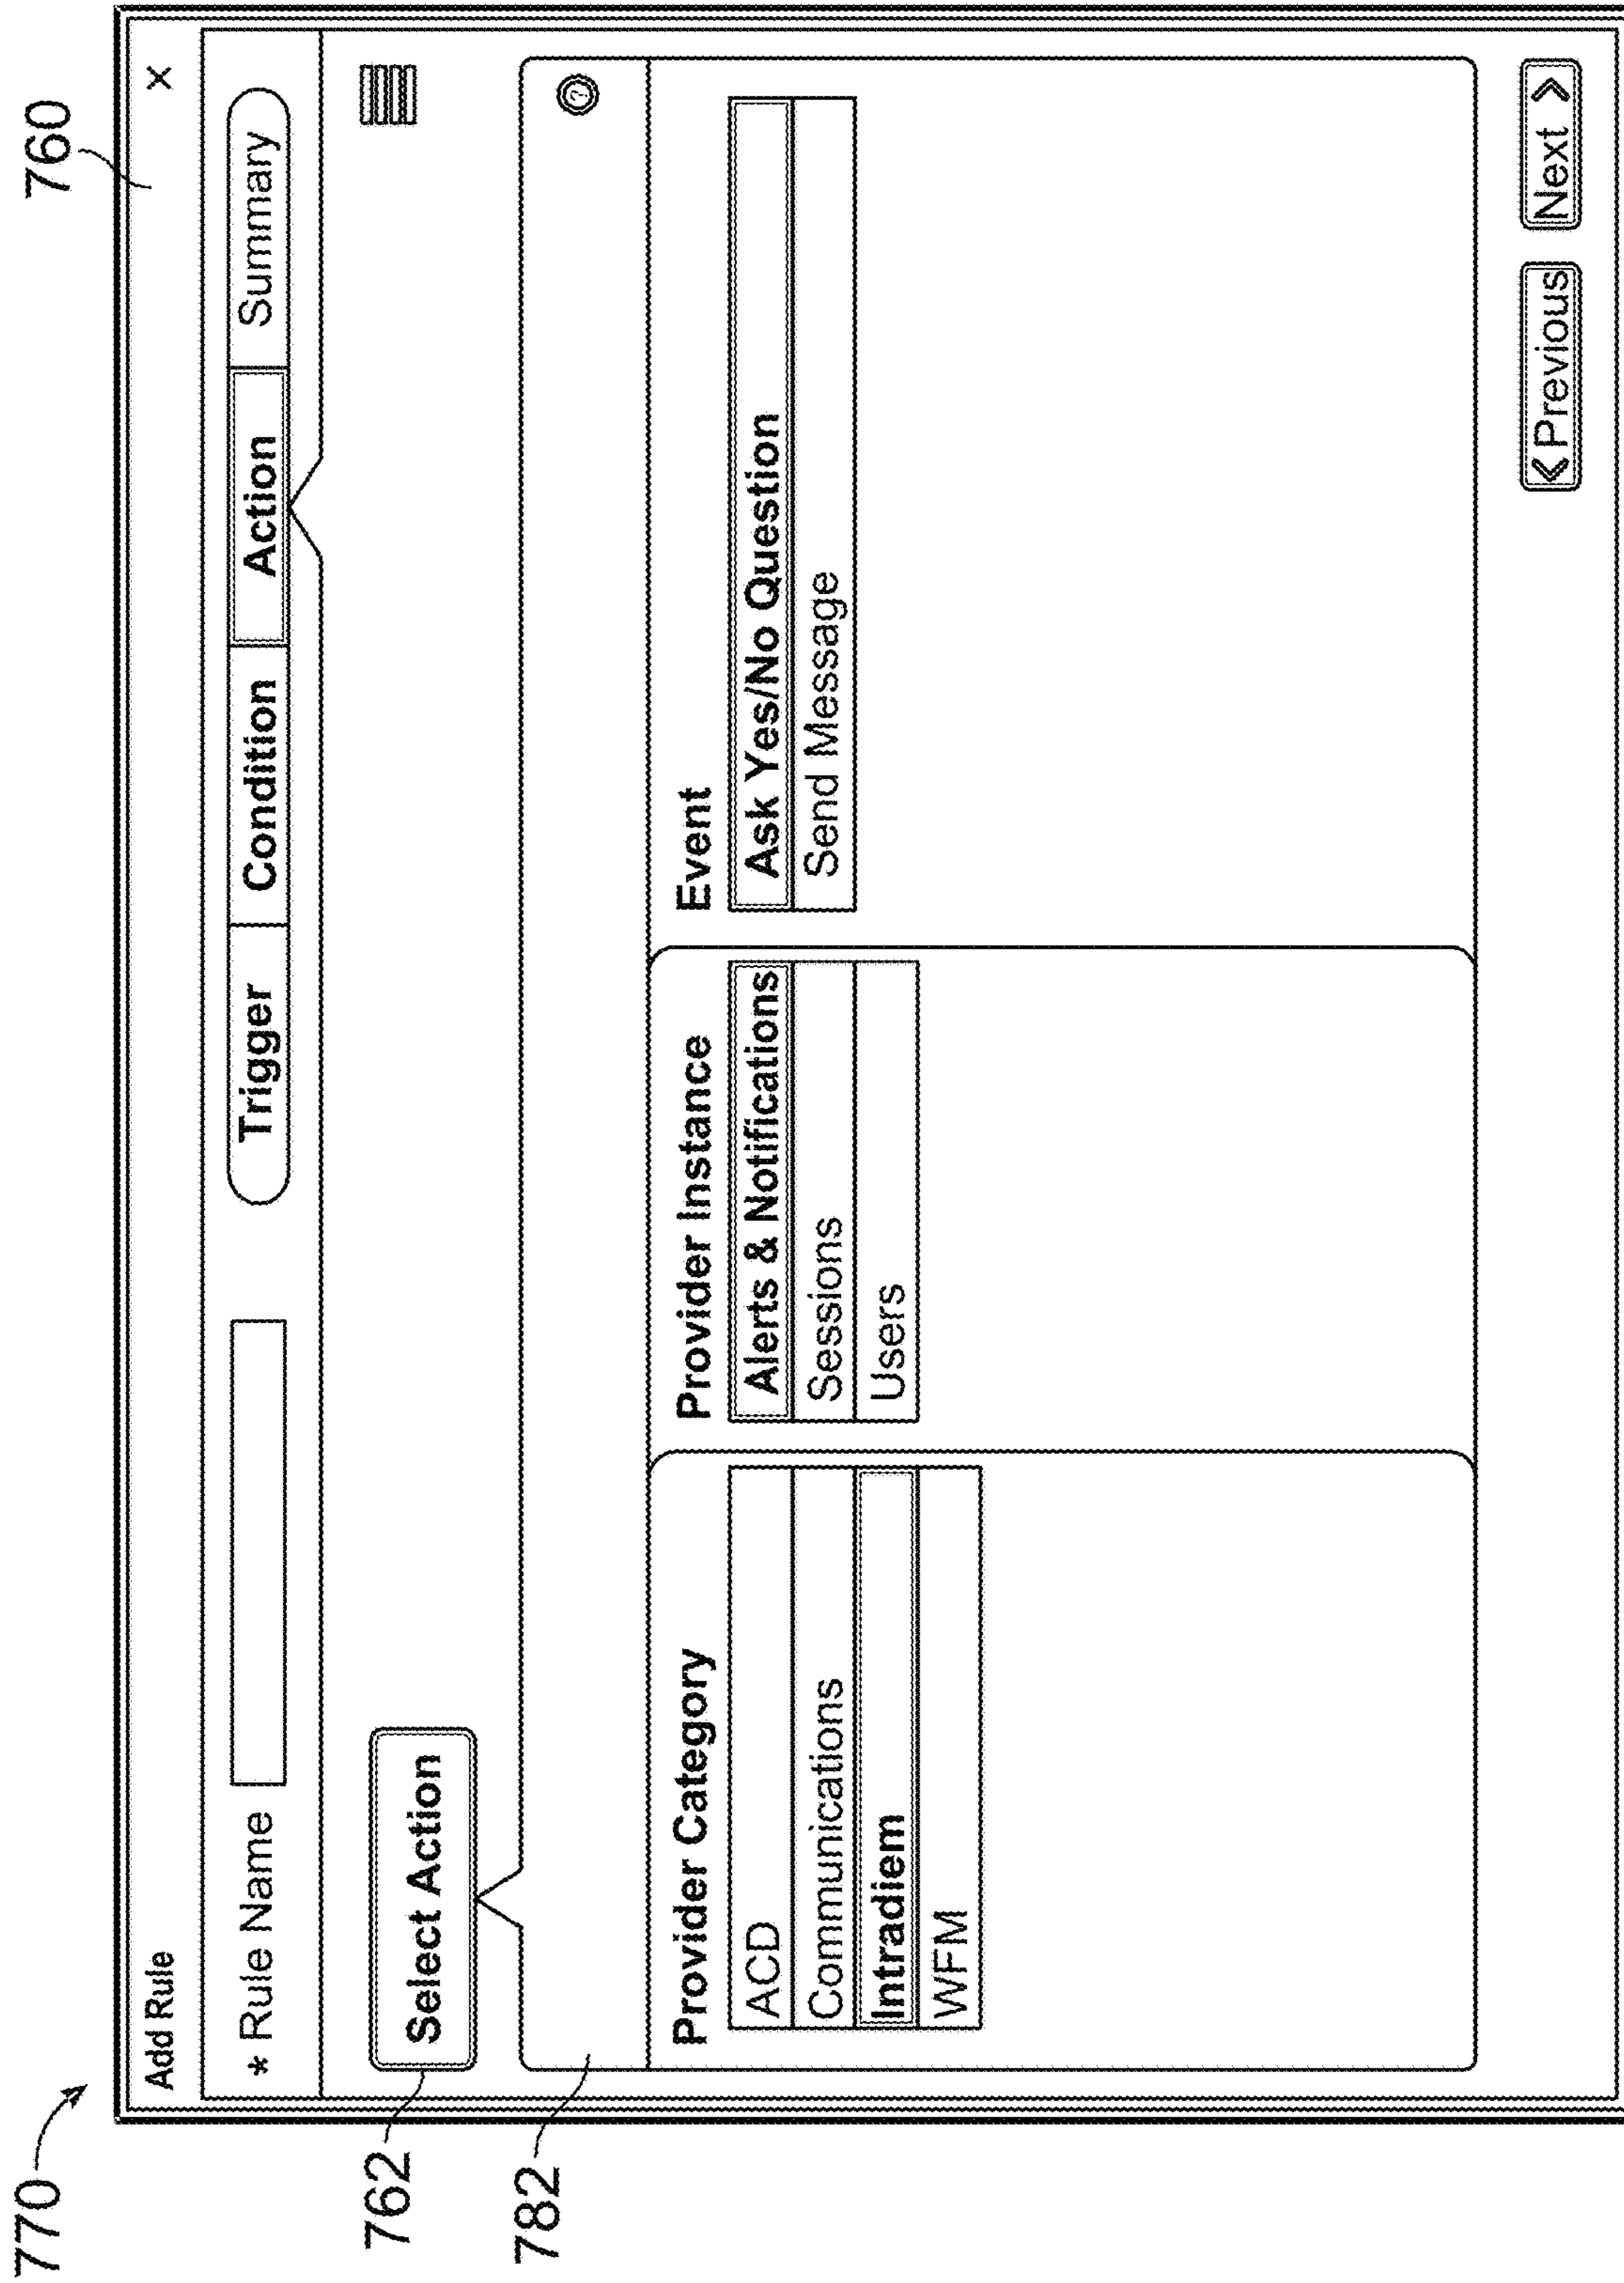 770
760
Add Rule X
* Rule Name Trigger Condition Action Summary
762
Select Action
782
?
Provider Category Provider Instance Event
ACD Alerts & Notifications Ask Yes/No Question
Communications Sessions Send Message
Intradiem Users
WFM
< Previous Next >